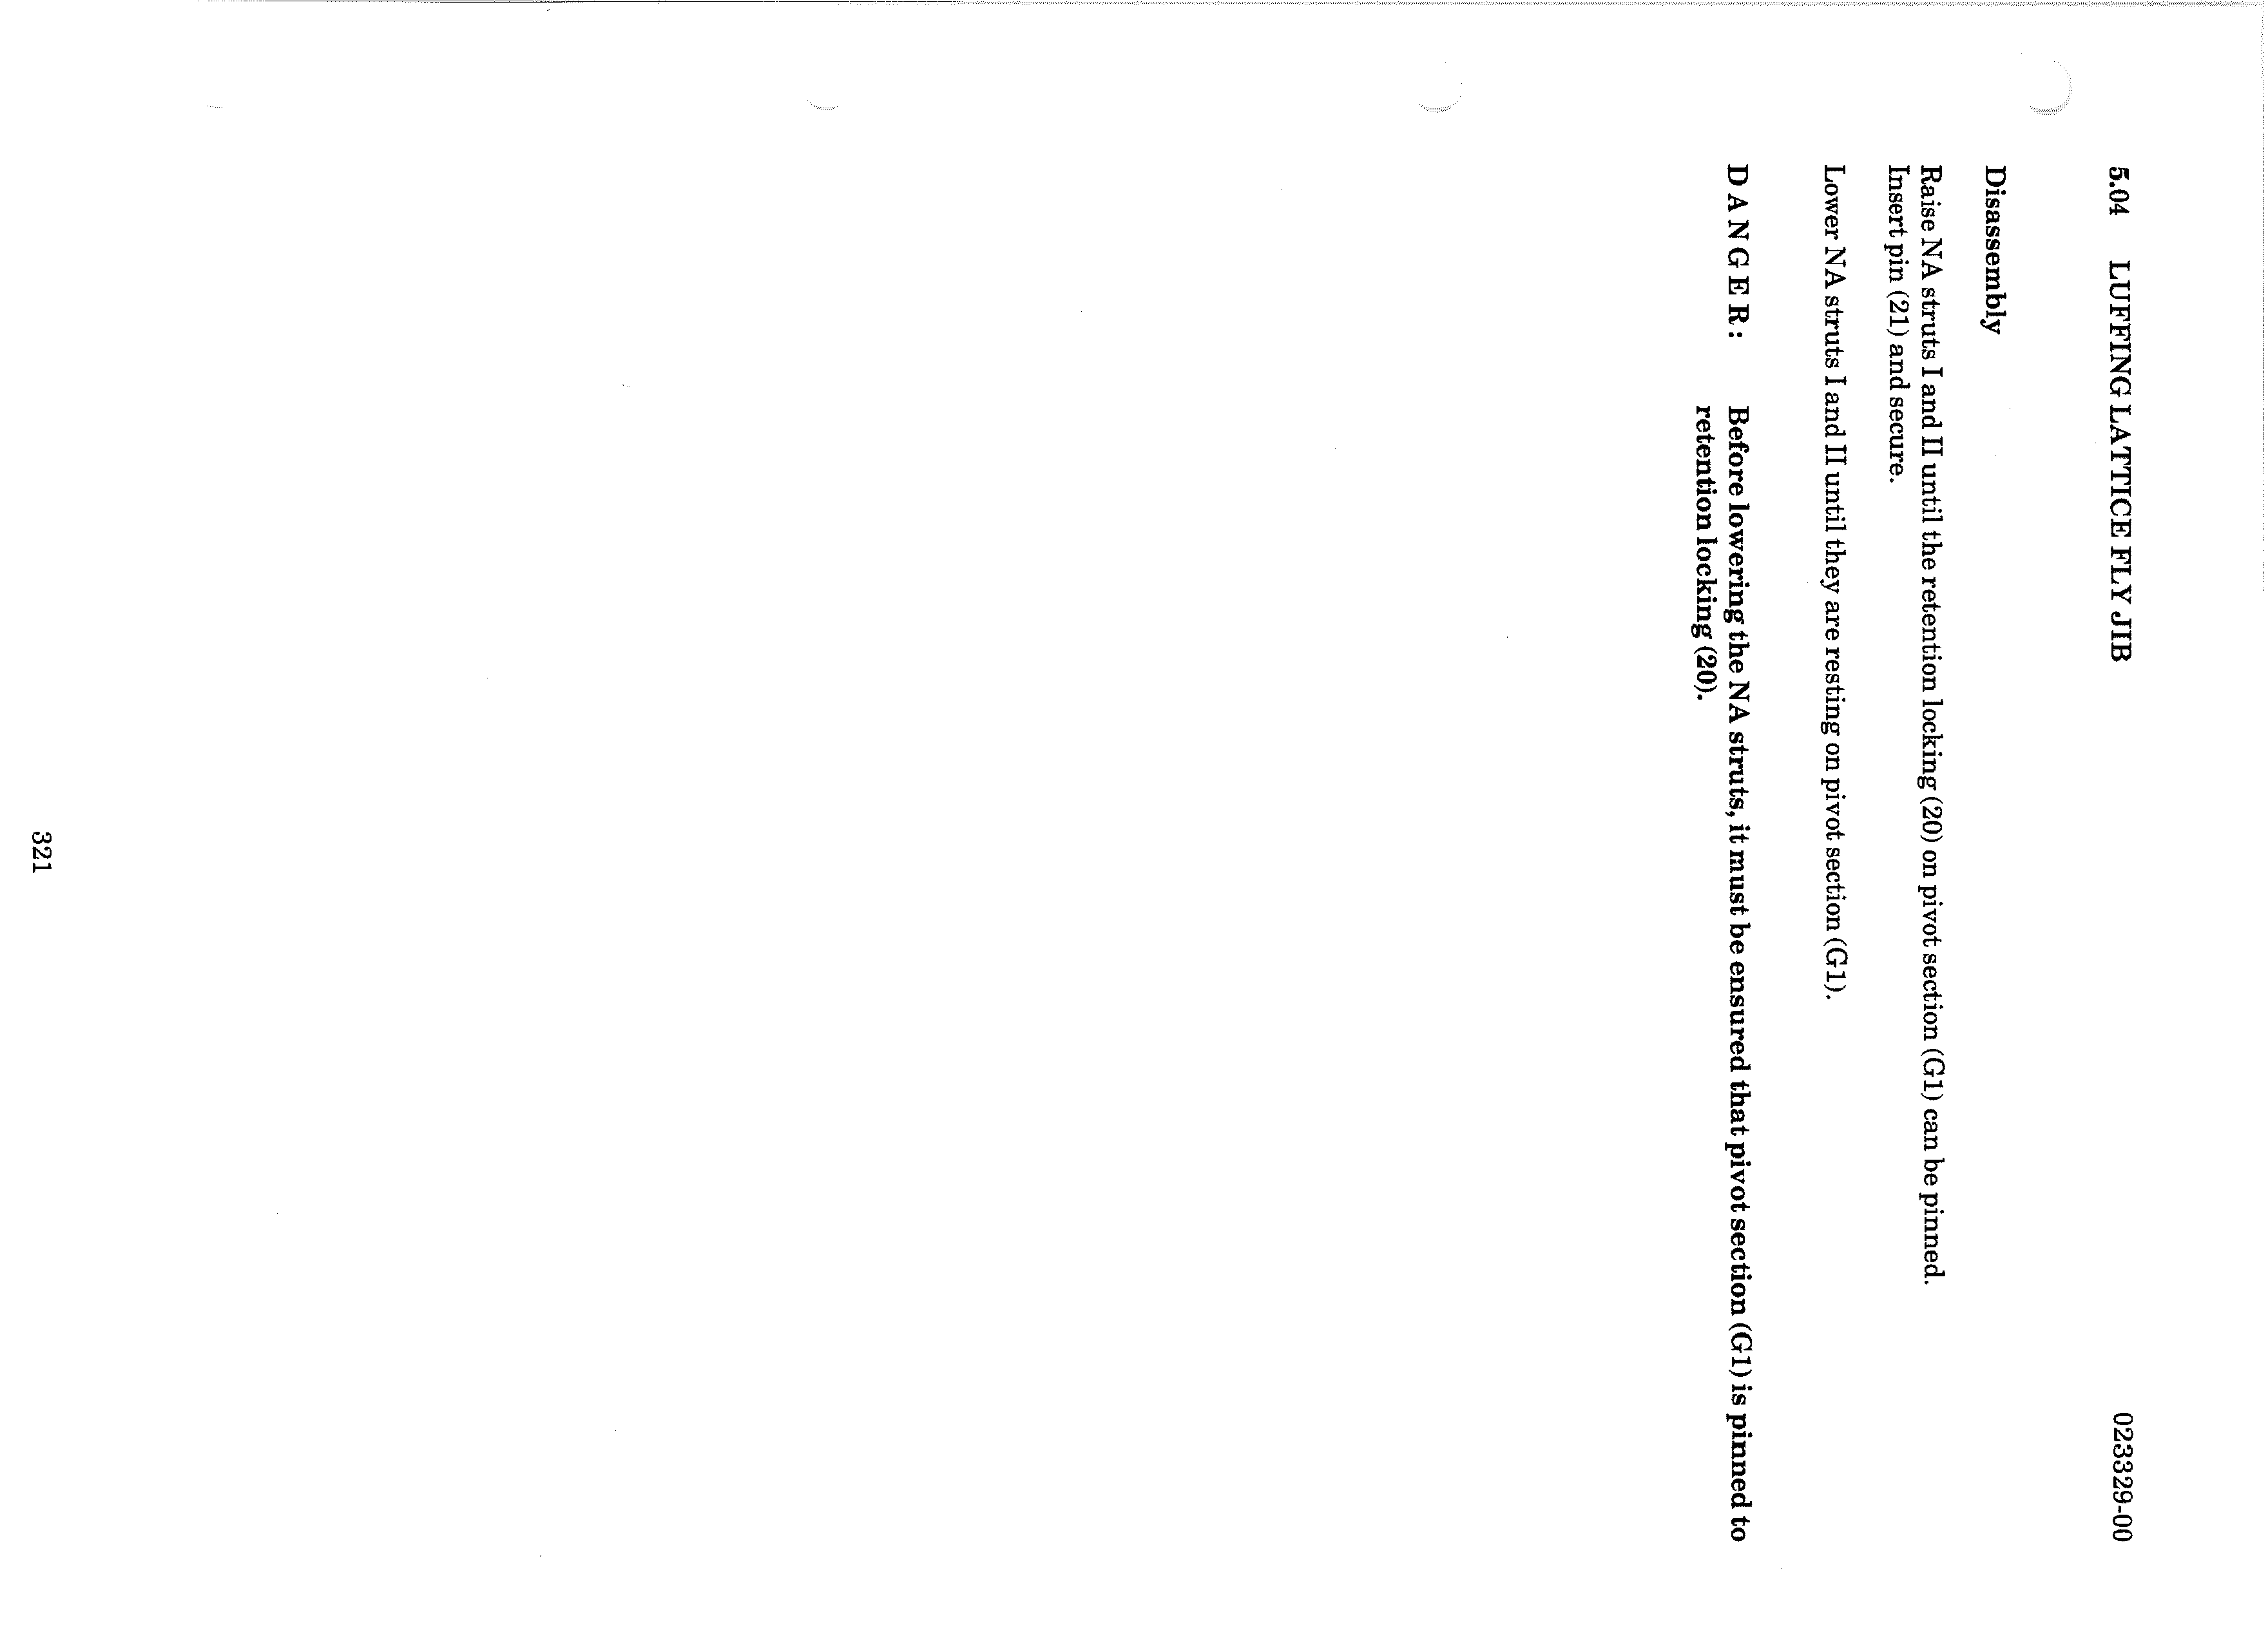 5.04 LUFFING LATTICE FLY JIB 023329-00
Disassembly
Raise NA struts I and II until the retention locking (20) on pivot section (G1) can be pinned.
Insert pin (21) and secure.
Lower NA struts I and II until they are resting on pivot section (G1).
D A N G E R : Before lowering the NA struts, it must be ensured that pivot section (G1) is pinned to
retention locking (20).
321